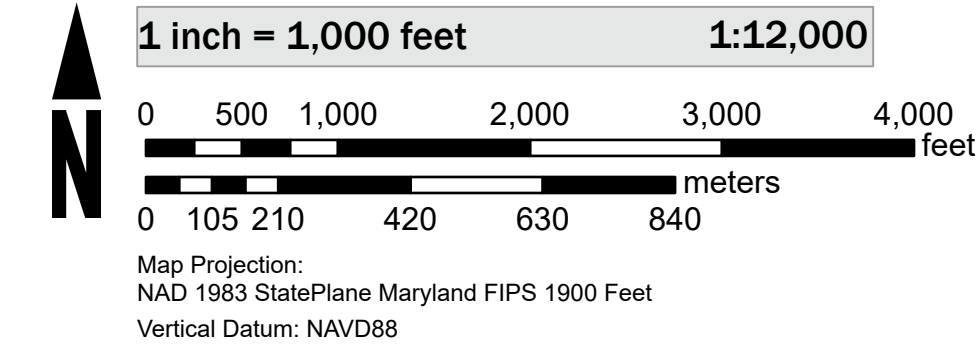 N
1 inch = 1,000 feet 1:12,000
0 500 1,000 2,000 3,000 4,000
feet
meters
0 105 210 420 630 840
Map Projection:
NAD 1983 StatePlane Maryland FIPS 1900 Feet
Vertical Datum: NAVD88